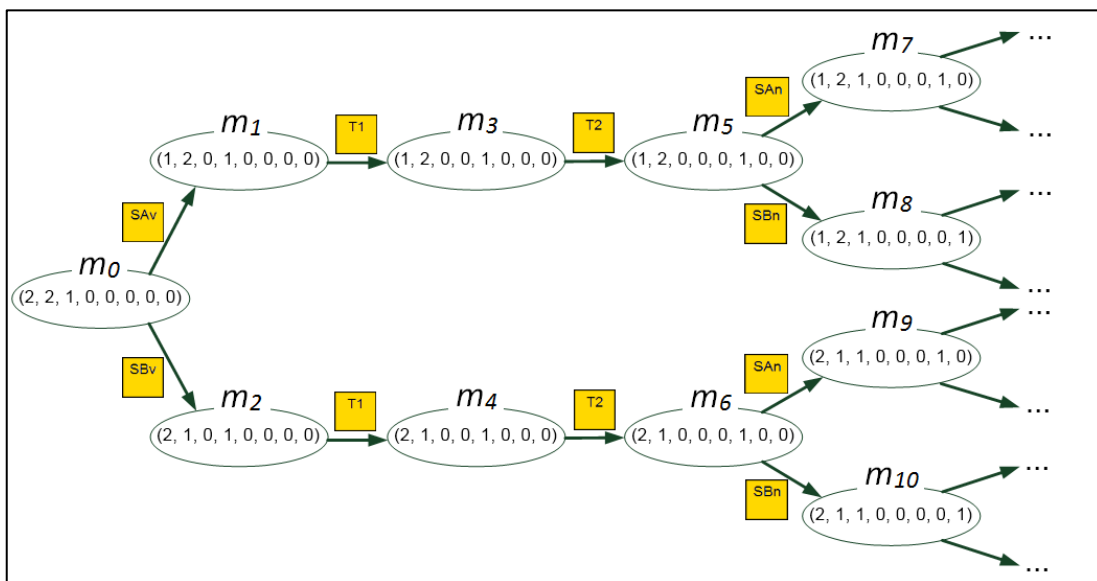 m7
...
(1, 2, 1, 0, 0, 0, 1, 0)
SAn
...
m1
T1
m3
T2
m5
(1, 2, 0, 1, 0, 0, 0, 0)
(1, 2, 0, 0, 1, 0, 0, 0)
(1, 2, 0, 0, 0, 1, 0, 0)
SAv
SBn
m8
...
(1, 2, 1, 0, 0, 0, 0, 1)
...
m0
(2, 2, 1, 0, 0, 0, 0, 0)
m9
...
(2, 1, 1, 0, 0, 0, 1, 0)
SBv
SAn
...
m2
T1
m4
T2
m6
(2, 1, 0, 1, 0, 0, 0, 0)
(2, 1, 0, 0, 1, 0, 0, 0)
(2, 1, 0, 0, 0, 1, 0, 0)
SBn
m10
...
(2, 1, 1, 0, 0, 0, 0, 1)
...